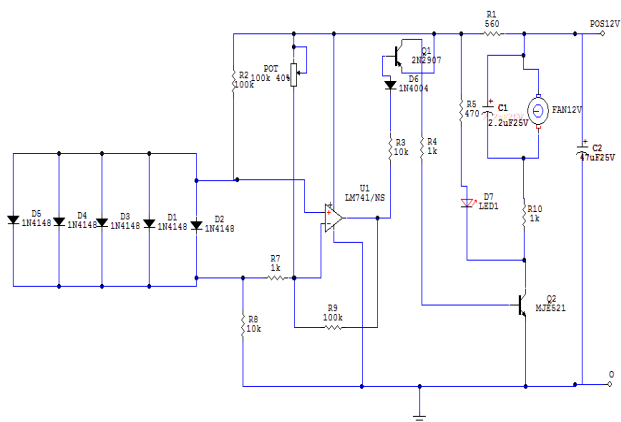 R1
560
POS12V
POT
100k 40%
R2
100k
Q1
2N2907
D6
1N4004
R5
470
C1
2.2uF25V
FAN12V
C2
47uF25V
R3
10k
R4
1k
U1
LM741/NS
D5
1N4148
D4
1N4148
D3
1N4148
D1
1N4148
D2
1N4148
D7
LED1
R10
1k
R7
1k
R9
100k
R8
10k
Q2
MJE521
0